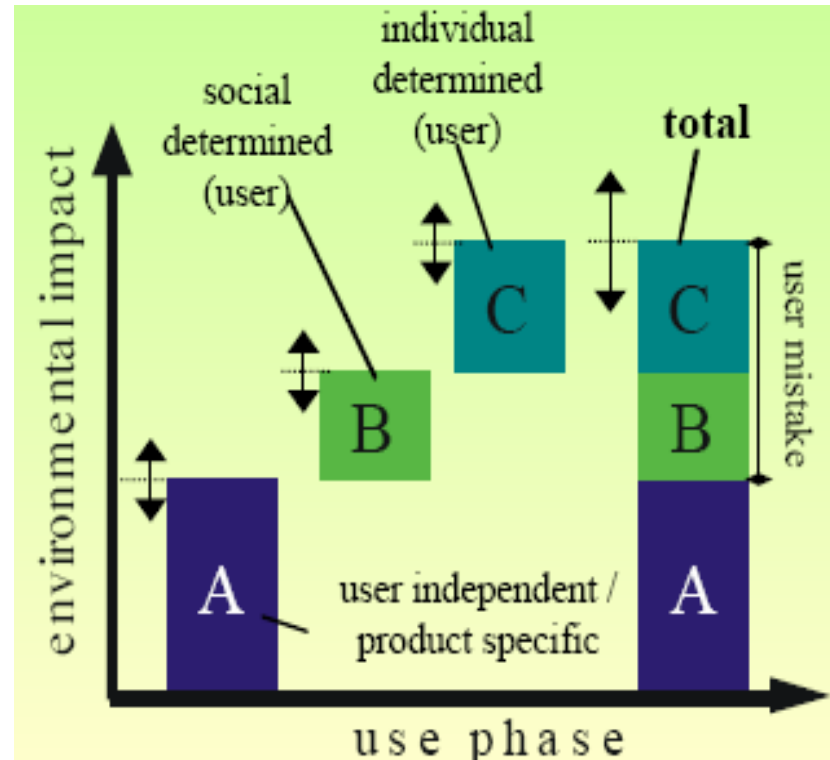 individual
determined
(user)
social
determined
(user)
total
environmental impact
C
C
user mistake
B
B
A
user independent /
product specific
A
use phase